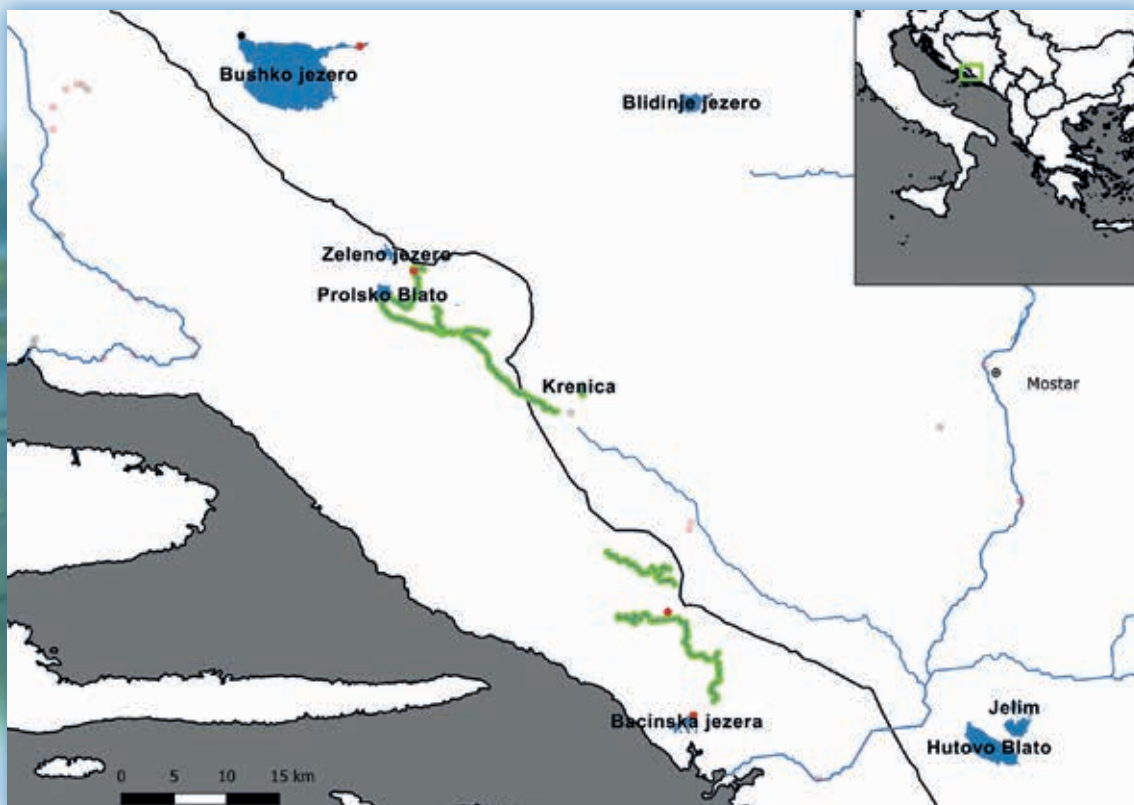 Bushko jezero
Blidinje jezero
Zeleno jezero
Prolsko Blato
Krenica
Mostar
Bacinska jezera
Jelim
Hutovo Blato
0 5 10 15 km